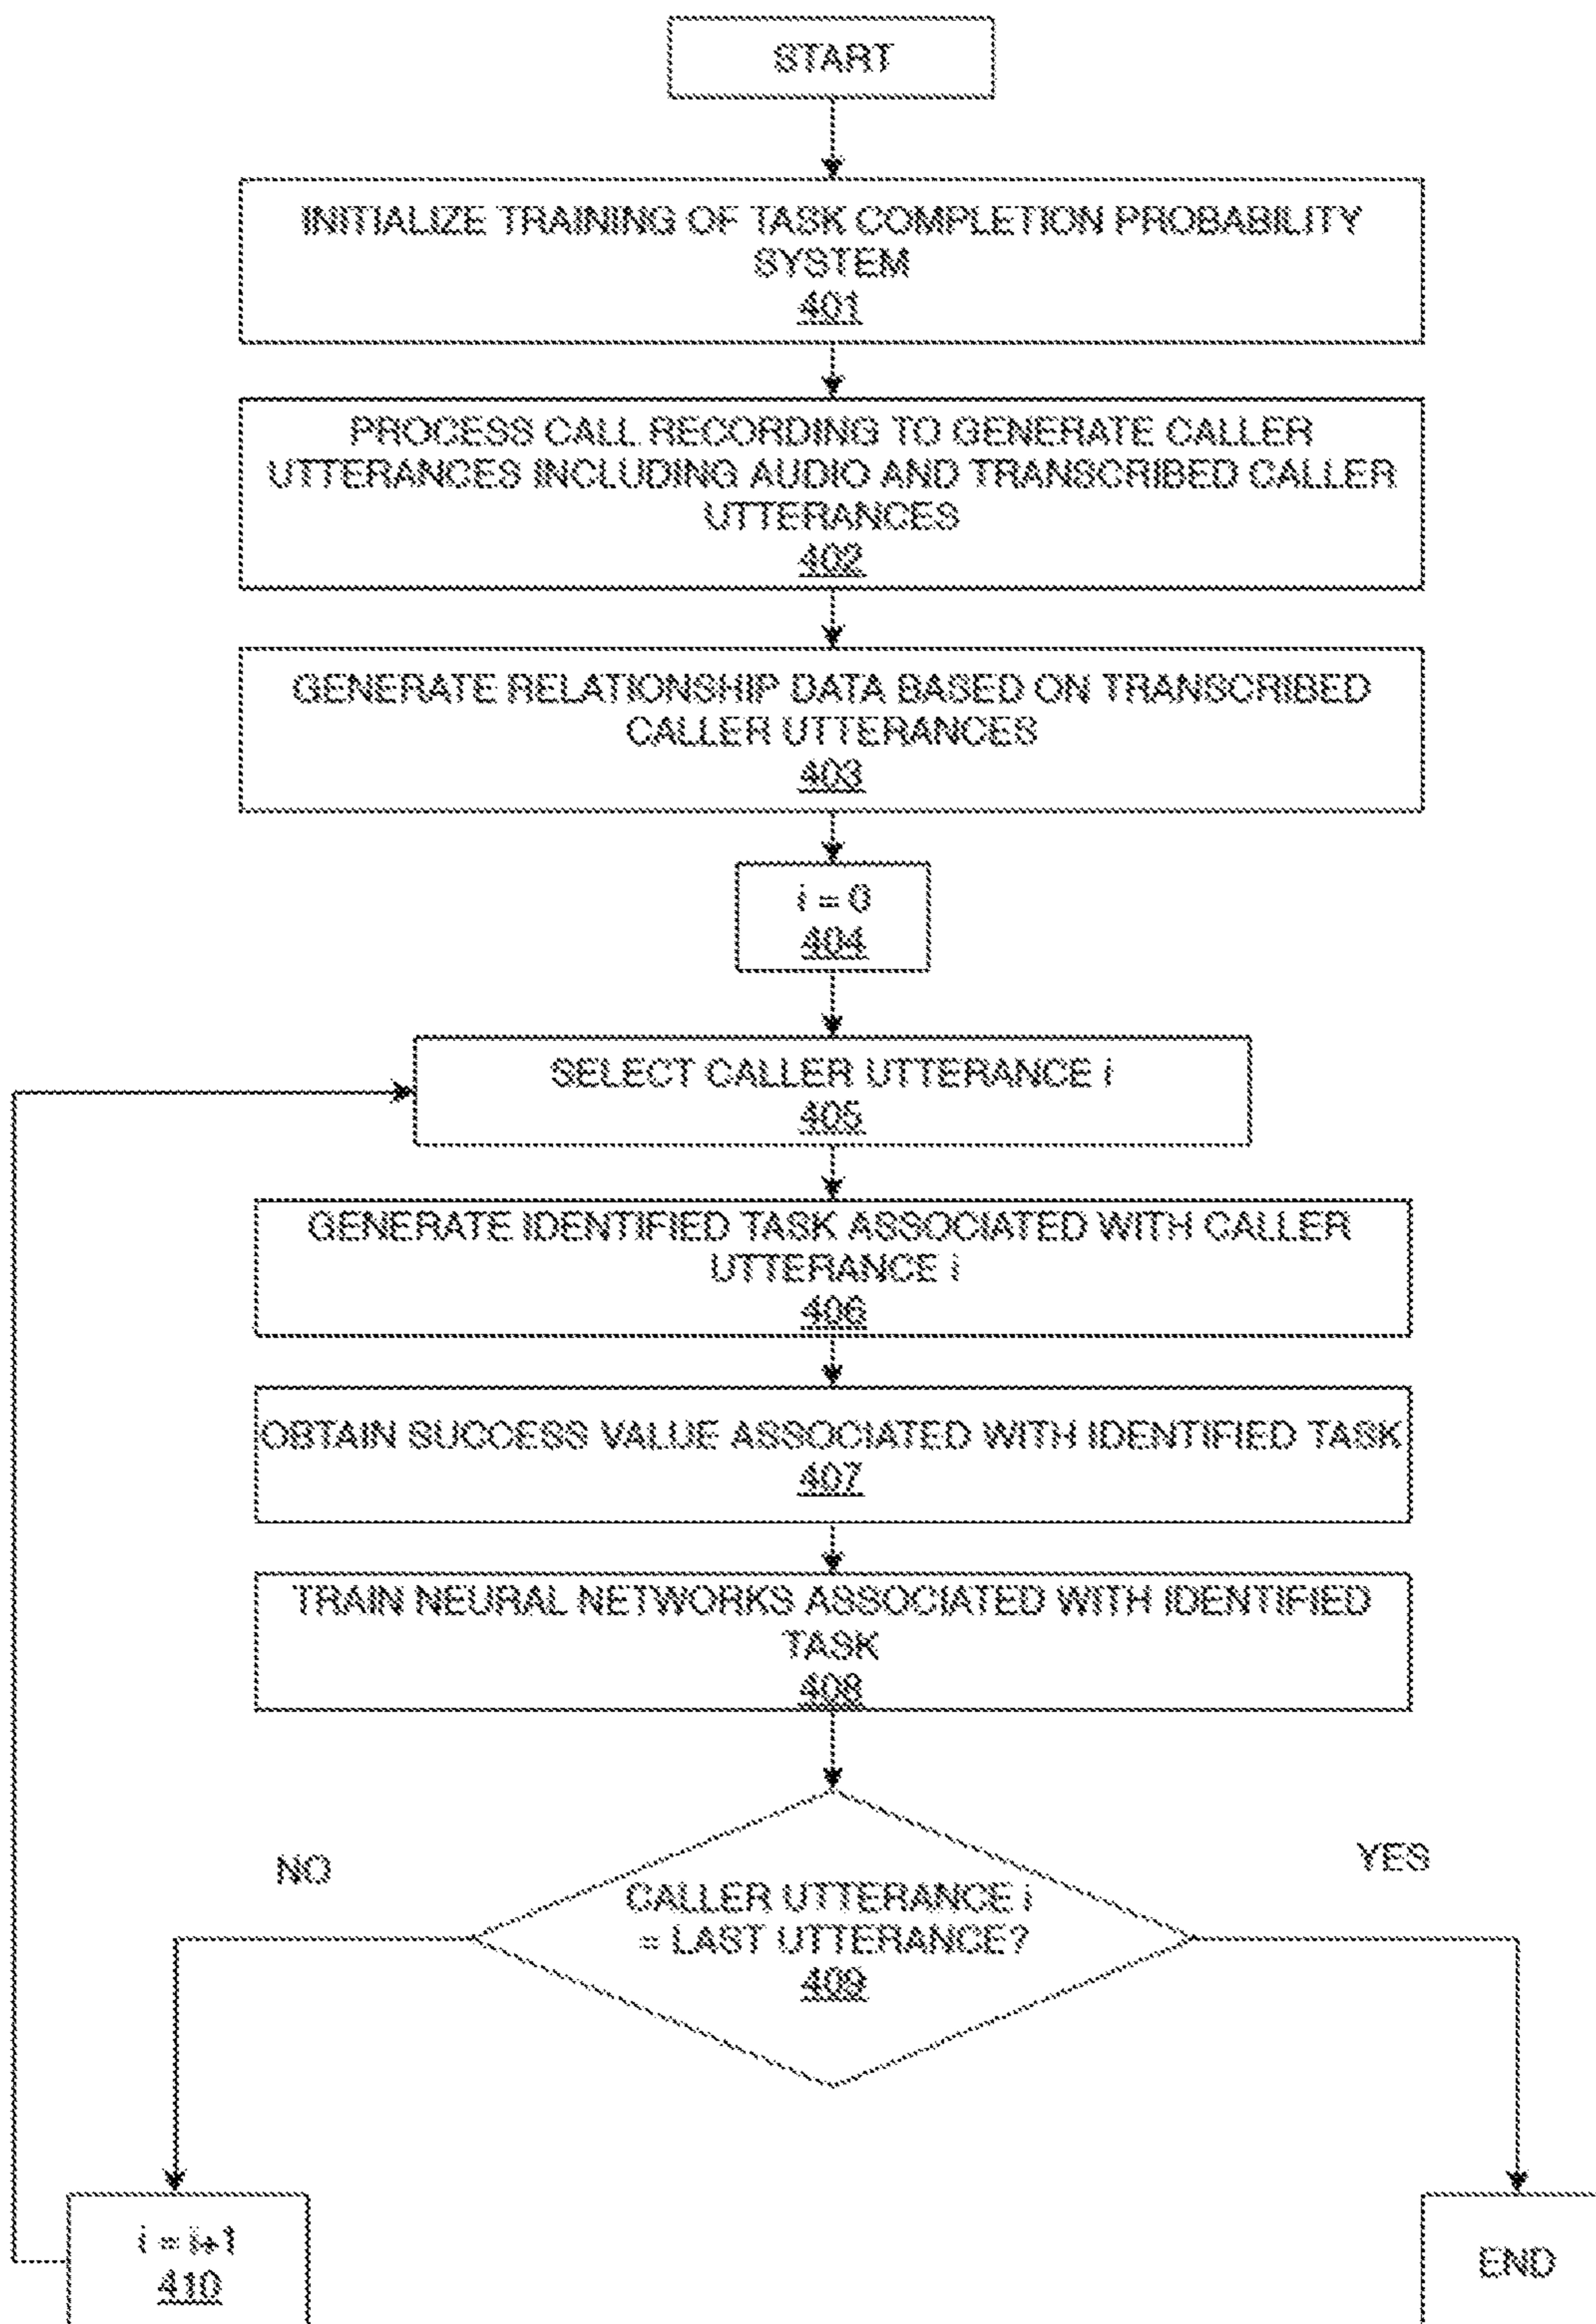 START
INITIALIZE TRAINING OF TASK COMPLETION PROBABILITY
SYSTEM
401
PROCESS CALL RECORDING TO GENERATE CALLER
UTTERANCES INCLUDING AUDIO AND TRANSCRIBED CALLER
UTTERANCES
402
GENERATE RELATIONSHIP DATA BASED ON TRANSCRIBED
CALLER UTTERANCES
403
i = 0
404
SELECT CALLER UTTERANCE i
405
GENERATE IDENTIFIED TASK ASSOCIATED WITH CALLER
UTTERANCE i
406
OBTAIN SUCCESS VALUE ASSOCIATED WITH IDENTIFIED TASK
407
TRAIN NEURAL NETWORKS ASSOCIATED WITH IDENTIFIED
TASK
408
NO
YES
CALLER UTTERANCE i
= LAST UTTERANCE?
409
i = i+1
410
END